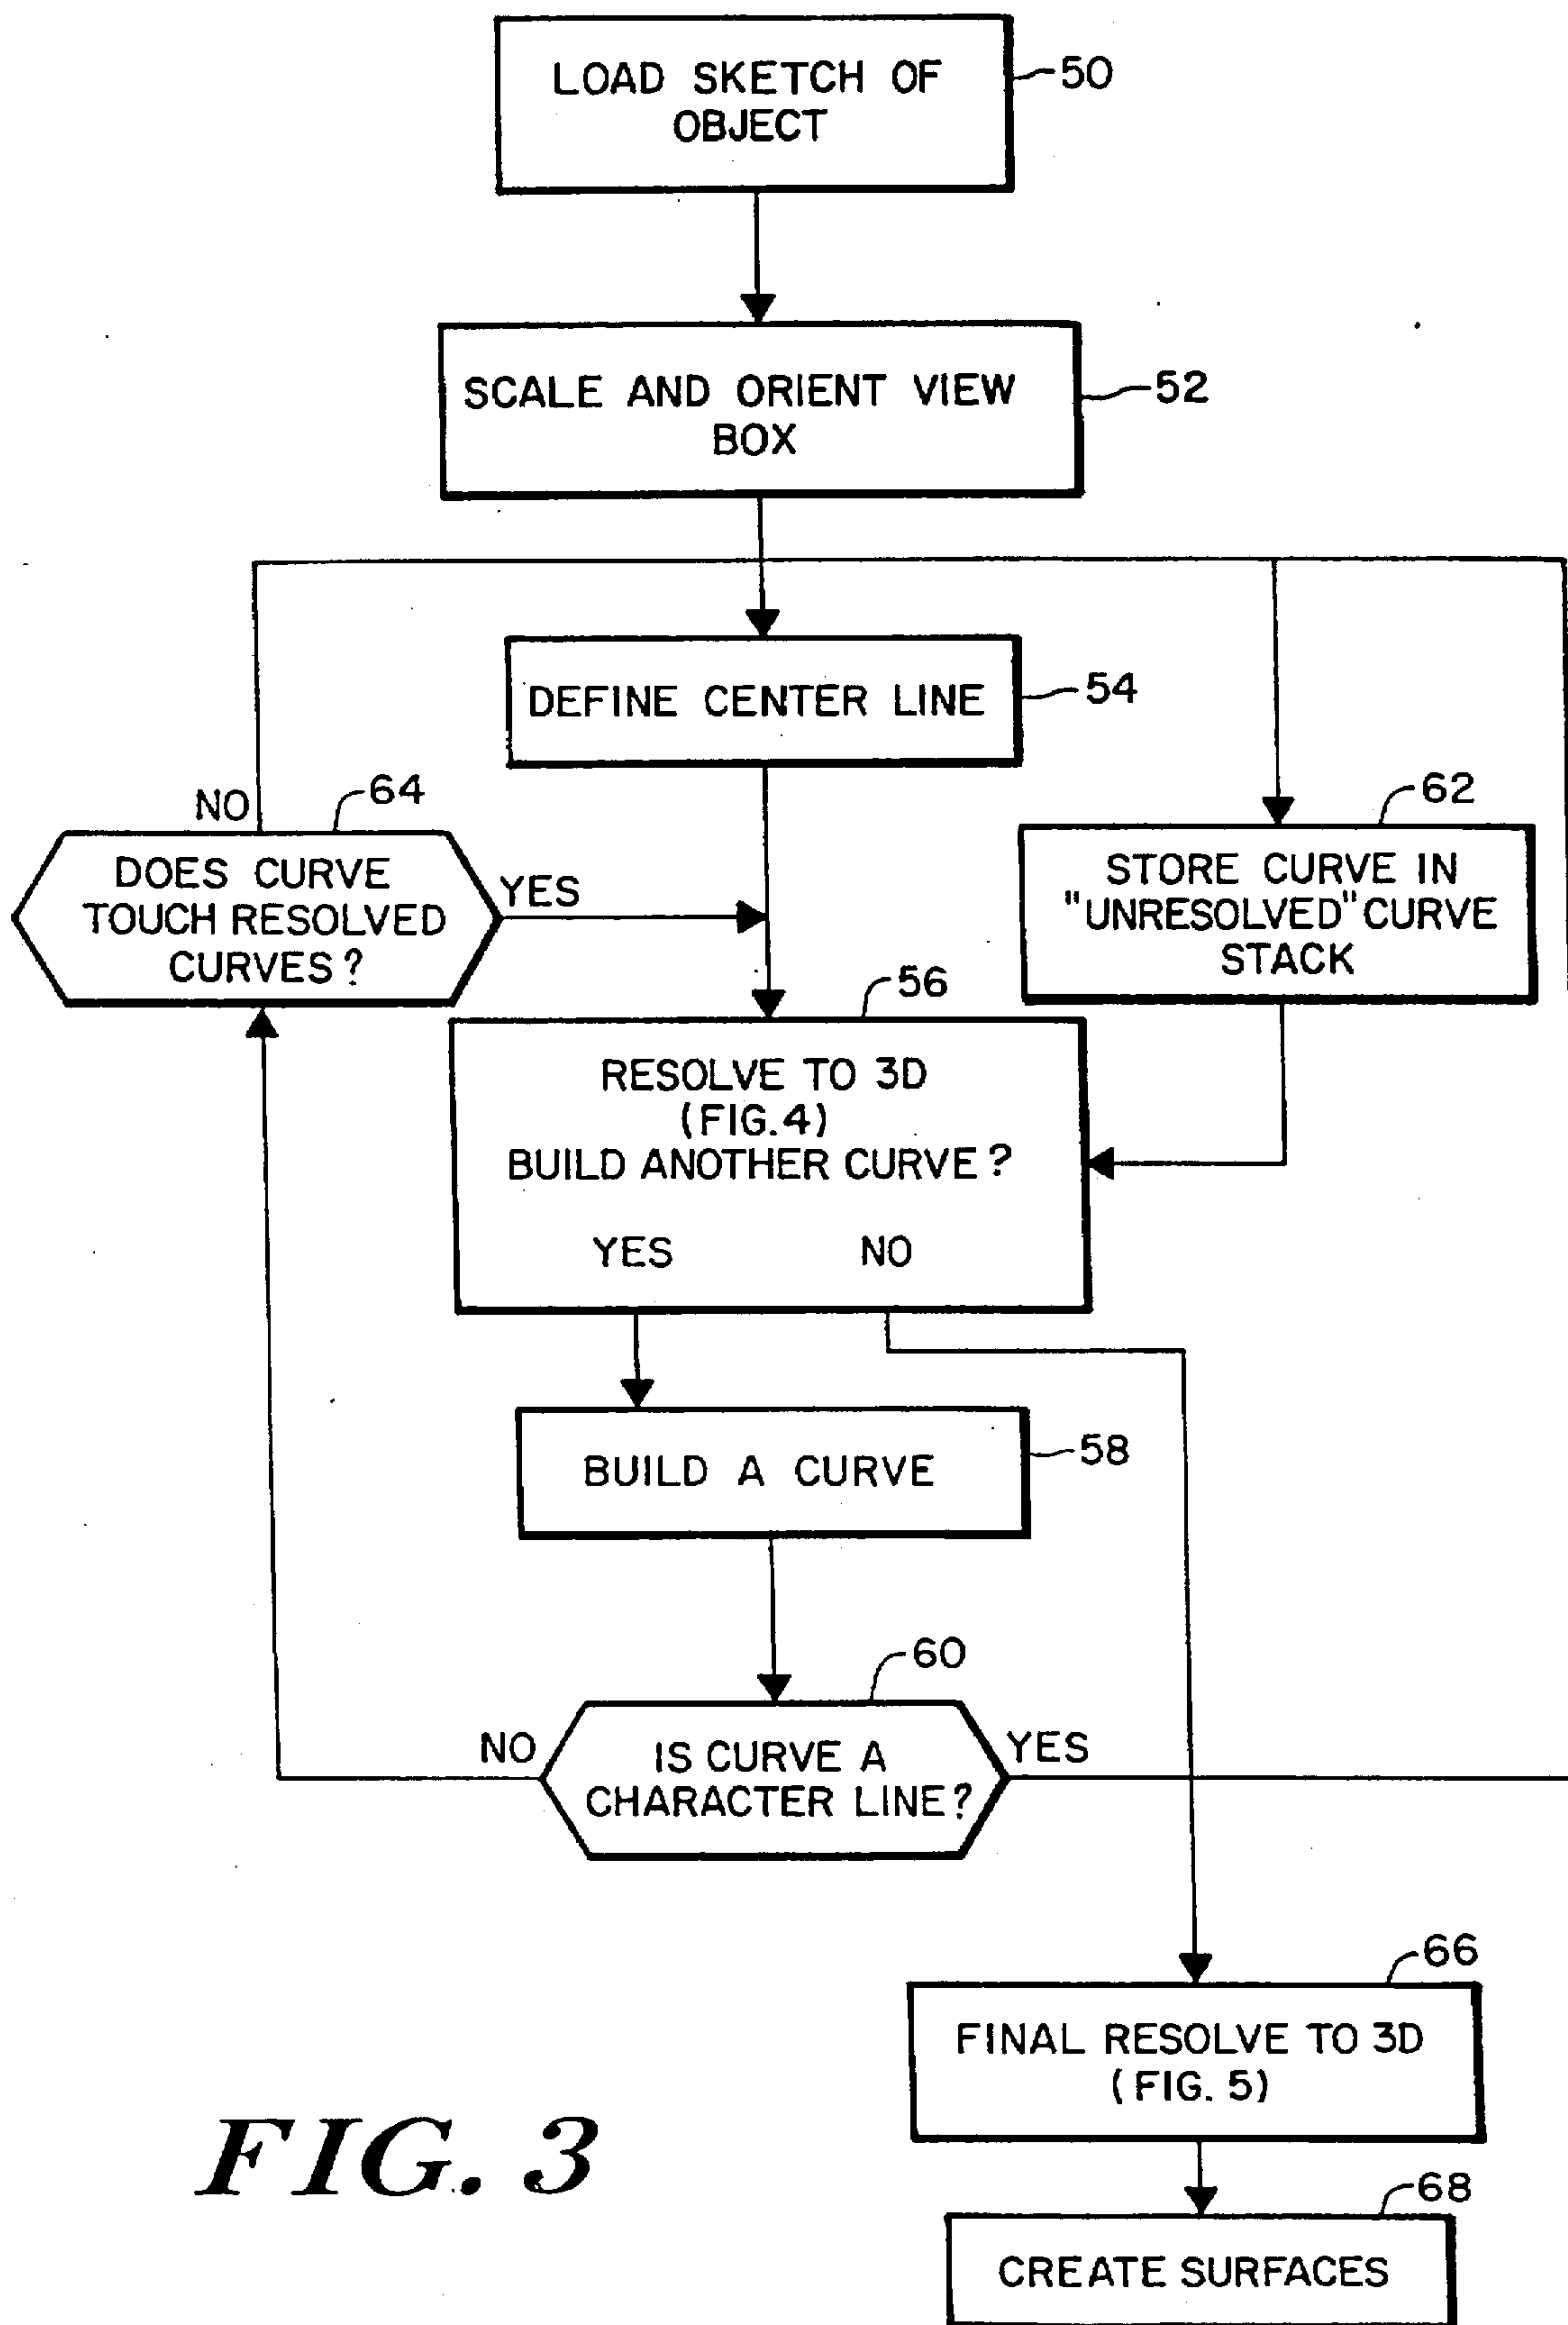 LOAD SKETCH OF
OBJECT
50
SCALE AND ORIENT VIEW
BOX
52
DEFINE CENTER LINE
54
NO
64
DOES CURVE
TOUCH RESOLVED
CURVES?
YES
62
STORE CURVE IN
"UNRESOLVED" CURVE
STACK
56
RESOLVE TO 3D
(FIG.4)
BUILD ANOTHER CURVE?
YES NO
BUILD A CURVE
58
60
NO
IS CURVE A
CHARACTER LINE?
YES
66
FINAL RESOLVE TO 3D
(FIG. 5)
68
CREATE SURFACES
FIG. 3